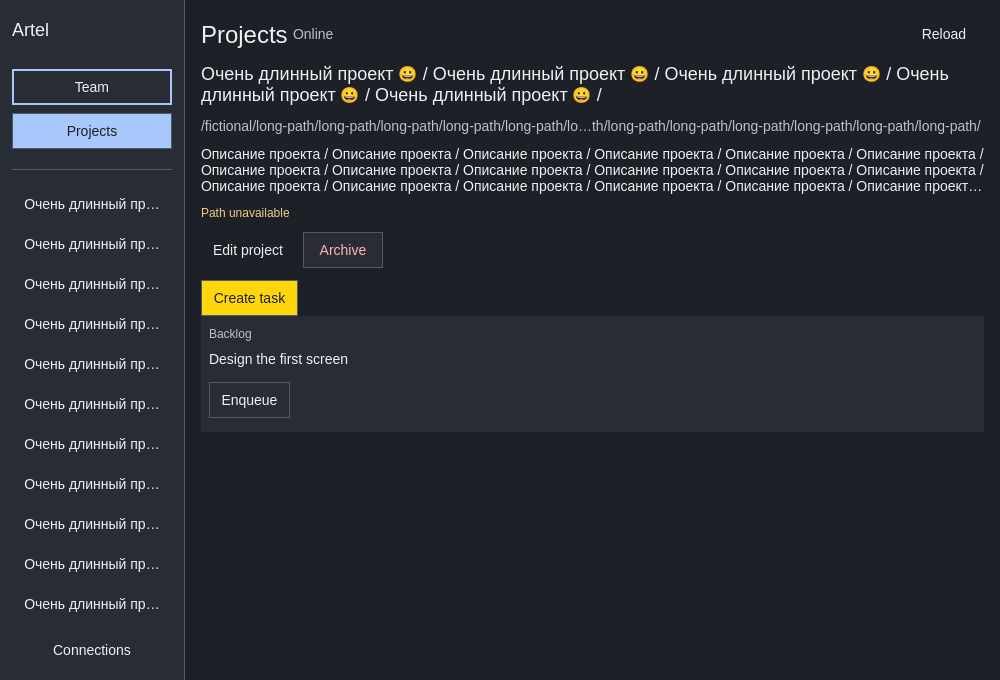 Artel
Team
Projects
Очень длинный пр…
Очень длинный пр…
Очень длинный пр…
Очень длинный пр…
Очень длинный пр…
Очень длинный пр…
Очень длинный пр…
Очень длинный пр…
Очень длинный пр…
Очень длинный пр…
Очень длинный пр…
Connections
Projects Online
Reload
Очень длинный проект 😀 / Очень длинный проект 😀 / Очень длинный проект 😀 / Очень
длинный проект 😀 / Очень длинный проект 😀 /
/fictional/long-path/long-path/long-path/long-path/long-path/lo…th/long-path/long-path/long-path/long-path/long-path/long-path/
Описание проекта / Описание проекта / Описание проекта / Описание проекта / Описание проекта / Описание проекта /
Описание проекта / Описание проекта / Описание проекта / Описание проекта / Описание проекта / Описание проекта /
Описание проекта / Описание проекта / Описание проекта / Описание проекта / Описание проекта / Описание проект…
Path unavailable
Edit project
Archive
Create task
Backlog
Design the first screen
Enqueue